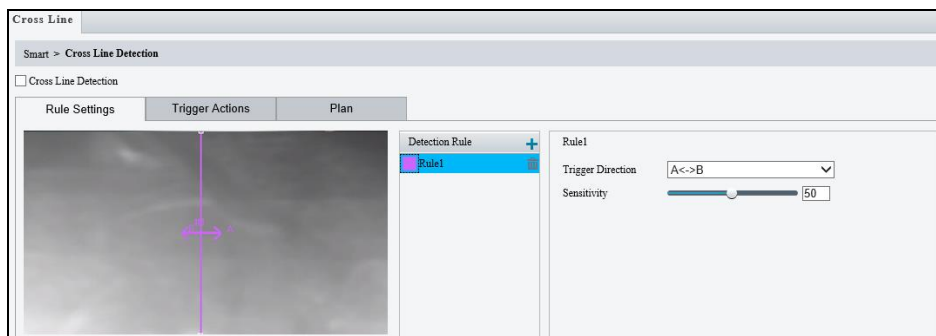 Cross Line
Smart > Cross Line Detection
Cross Line Detection
Rule Settings Trigger Actions Plan
Detection Rule +
Rule1
Rule1
Trigger Direction A<->B
Sensitivity 50